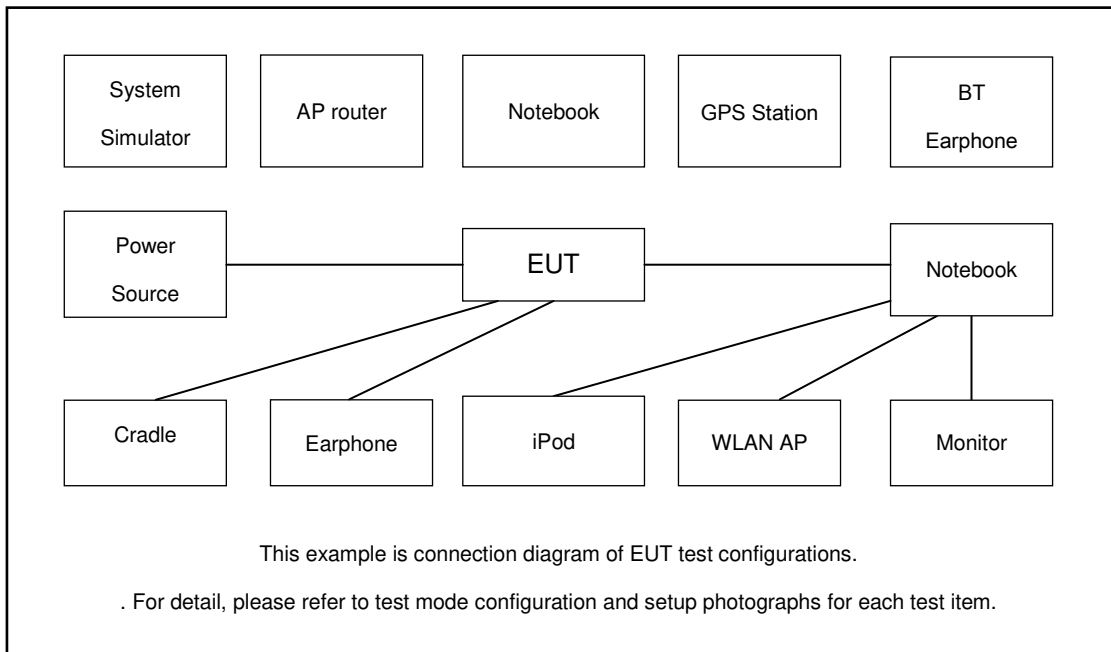 System
Simulator
AP router
Notebook
GPS Station
BT
Earphone
Power
Source
EUT
Notebook
Cradle
Earphone
iPod
WLAN AP
Monitor
This example is connection diagram of EUT test configurations.
. For detail, please refer to test mode configuration and setup photographs for each test item.